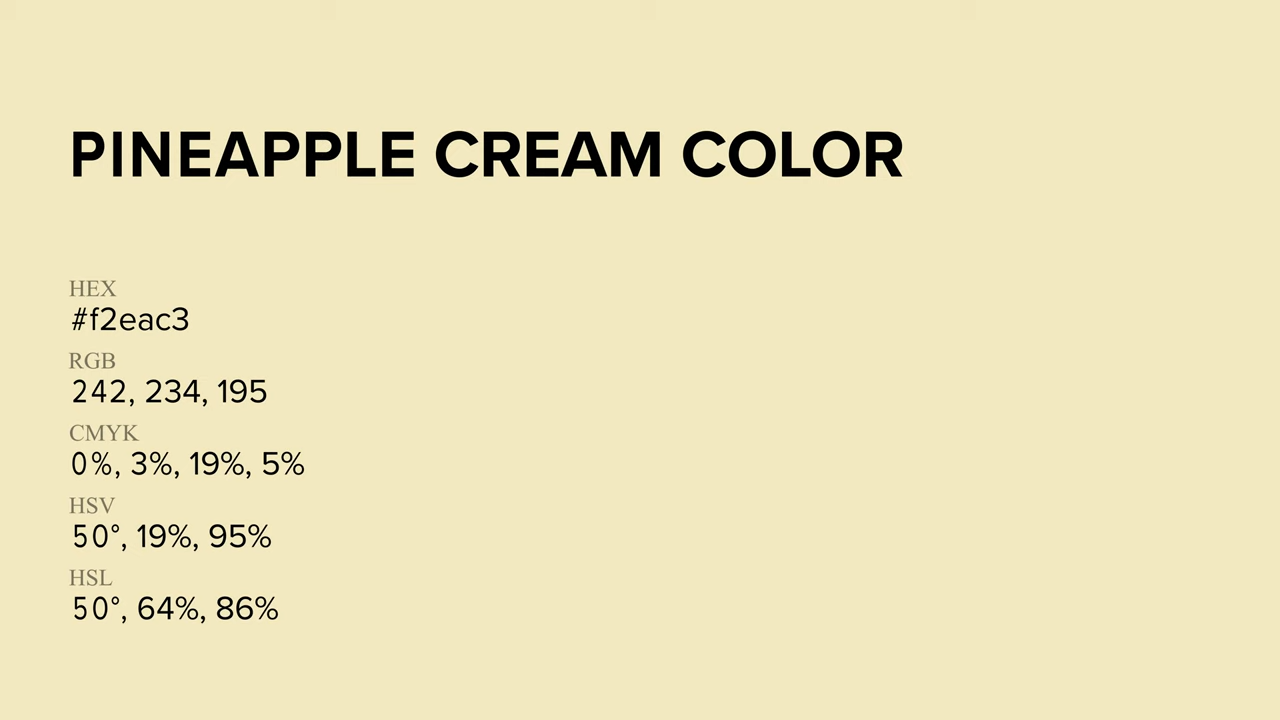 PINEAPPLE CREAM COLOR
HEX
#f2eac3
RGB
242, 234, 195
CMYK
0%, 3%, 19%, 5%
HSV
50°, 19%, 95%
HSL
50°, 64%, 86%